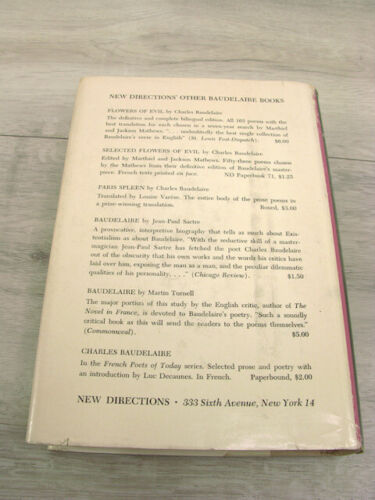 NEW DIRECTIONS' OTHER BAUDELAIRE BOOKS
FLOWERS OF EVIL by Charles Baudelaire
The definitive and complete bilingual edition. All 163 poems with the
best translation for each chosen in a seven-year search by Marthiel
and Jackson Mathews. ". . . undoubtedly the best single collection of
Baudelaire's verse in English" (St. Louis Post-Dispatch). $6.00
SELECTED FLOWERS OF EVIL by Charles Baudelaire
Edited by Marthiel and Jackson Mathews. Fifty-three poems chosen
by the Mathews from their definitive edition of Baudelaire's master-
piece. French texts printed en face. ND Paperbook 71, $1.25
PARIS SPLEEN by Charles Baudelaire
Translated by Louise Varèse. The entire body of the prose poems in
a prize-winning translation. Bound, $3.00
BAUDELAIRE by Jean-Paul Sartre
A provocative, interpretive biography that tells as much about Exis-
tentialism as about Baudelaire. "With the seductive skill of a master-
magician Jean-Paul Sartre has fetched the poet Charles Baudelaire
out of the obscurity that his own works and the words his critics have
laid over him, exposing the man as a man, and the peculiar dilemmatic
qualities of his personality, . . ." (Chicago Review). $1.50
BAUDELAIRE by Martin Turnell
The major portion of this study by the English critic, author of The
Novel in France, is devoted to Baudelaire's poetry. "Such a soundly
critical book as this will send the readers to the poems themselves."
(Commonweal). $5.00
CHARLES BAUDELAIRE
In the French Poets of Today series. Selected prose and poetry with
an introduction by Luc Decaunes. In French. Paperbound, $2.00
NEW DIRECTIONS · 333 Sixth Avenue, New York 14